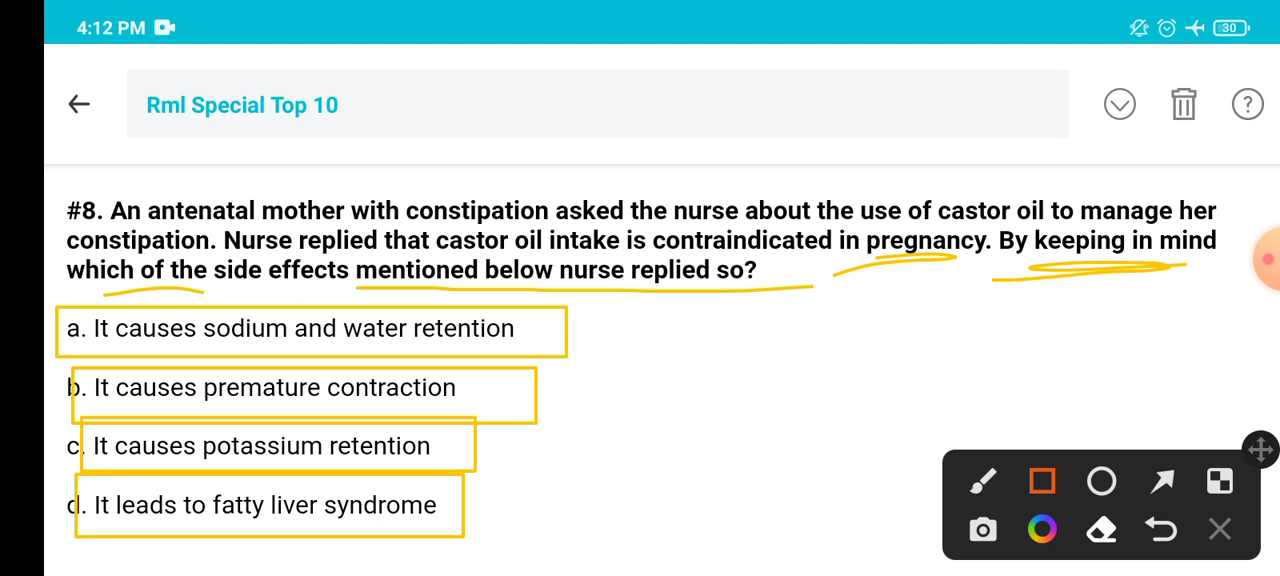 4:12 PM
30
Rml Special Top 10
?
#8. An antenatal mother with constipation asked the nurse about the use of castor oil to manage her
constipation. Nurse replied that castor oil intake is contraindicated in pregnancy. By keeping in mind
which of the side effects mentioned below nurse replied so?
a. It causes sodium and water retention
b. It causes premature contraction
c. It causes potassium retention
d. It leads to fatty liver syndrome